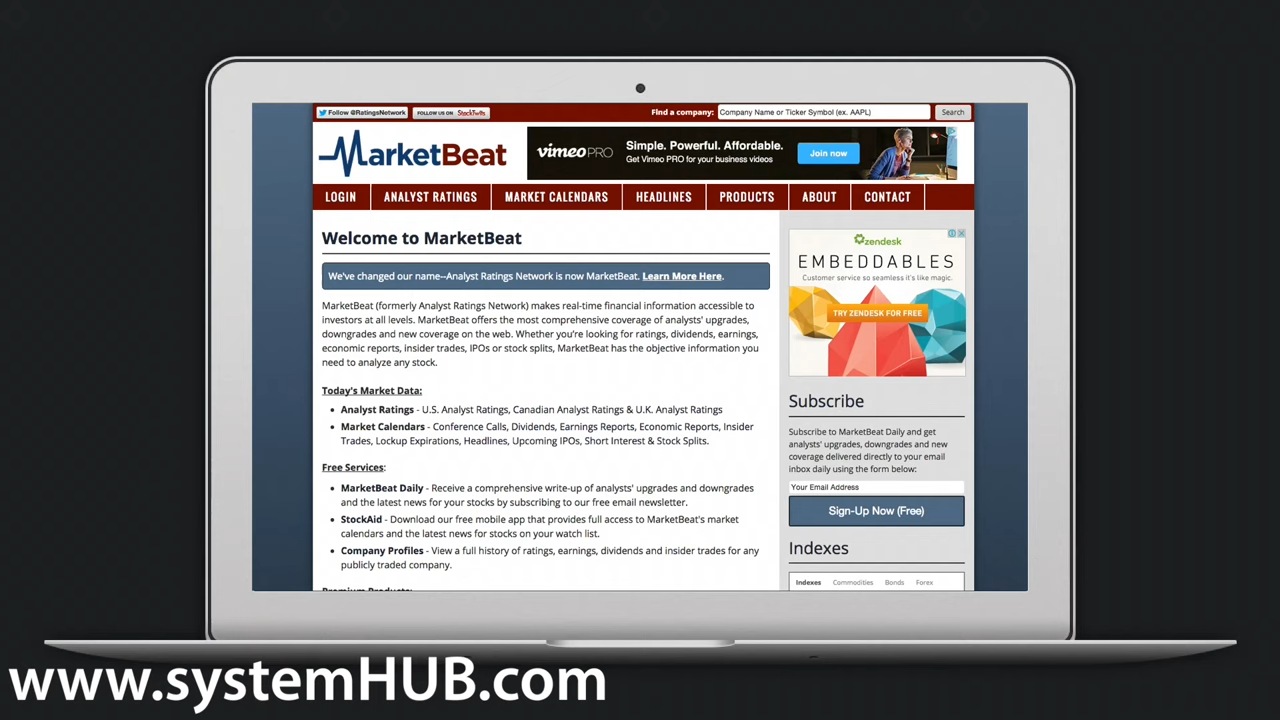 Follow @RatingsNetwork
FOLLOW US ON StockTwits
Find a company:
Company Name or Ticker Symbol (ex. AAPL)
Search
MarketBeat
vimeo PRO
Simple. Powerful. Affordable.
Get Vimeo PRO for your business videos
Join now
LOGIN
ANALYST RATINGS
MARKET CALENDARS
HEADLINES
PRODUCTS
ABOUT
CONTACT
Welcome to MarketBeat
We've changed our name--Analyst Ratings Network is now MarketBeat. Learn More Here.
MarketBeat (formerly Analyst Ratings Network) makes real-time financial information accessible to
investors at all levels. MarketBeat offers the most comprehensive coverage of analysts' upgrades,
downgrades and new coverage on the web. Whether you're looking for ratings, dividends, earnings,
economic reports, insider trades, IPOs or stock splits, MarketBeat has the objective information you
need to analyze any stock.
Today's Market Data:
• Analyst Ratings - U.S. Analyst Ratings, Canadian Analyst Ratings & U.K. Analyst Ratings
• Market Calendars - Conference Calls, Dividends, Earnings Reports, Economic Reports, Insider
Trades, Lockup Expirations, Headlines, Upcoming IPOs, Short Interest & Stock Splits.
Free Services:
• MarketBeat Daily - Receive a comprehensive write-up of analysts' upgrades and downgrades
and the latest news for your stocks by subscribing to our free email newsletter.
• StockAid - Download our free mobile app that provides full access to MarketBeat's market
calendars and the latest news for stocks on your watch list.
• Company Profiles - View a full history of ratings, earnings, dividends and insider trades for any
publicly traded company.
Premium Products:
zendesk
EMBEDDABLES
Customer service so seamless it's like magic.
TRY ZENDESK FOR FREE
Subscribe
Subscribe to MarketBeat Daily and get
analysts' upgrades, downgrades and new
coverage delivered directly to your email
inbox daily using the form below:
Your Email Address
Sign-Up Now (Free)
Indexes
Indexes
Commodities
Bonds
Forex
www.systemHUB.com